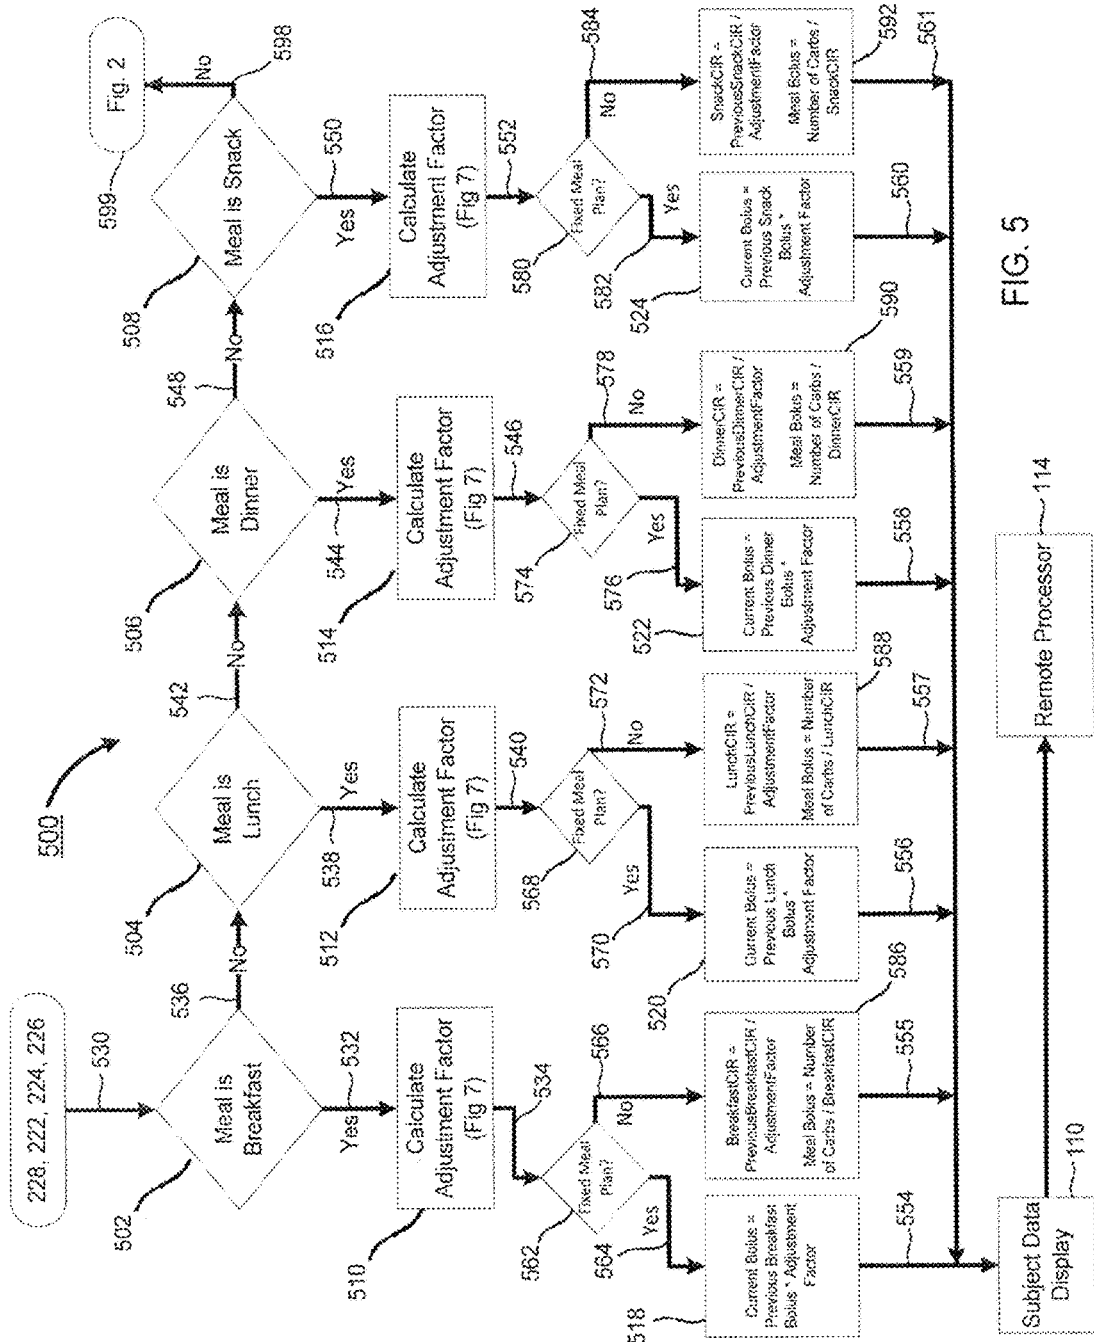 500
228, 222, 224, 226
530
502
Meal is
Breakfast
536
No
504
Meal is
Lunch
542
No
506
Meal is
Dinner
548
No
508
Meal is Snack
598
No
Fig. 2
599
Yes
532
Yes
538
544
Yes
Yes
550
510
Calculate
Adjustment Factor
(Fig 7)
534
512
Calculate
Adjustment Factor
(Fig 7)
540
514
Calculate
Adjustment Factor
(Fig 7)
546
516
Calculate
Adjustment Factor
(Fig 7)
552
562
Fixed Meal
Plan?
564
Yes
566
No
568
Fixed Meal
Plan?
570
Yes
572
No
574
Fixed Meal
Plan?
576
Yes
578
No
580
Fixed Meal
Plan?
582
Yes
584
No
518
Current Bolus =
Previous Breakfast
Bolus * Adjustment
Factor
554
BreakfastCIR =
PreviousBreakfastCIR /
AdjustmentFactor
Meal Bolus = Number
of Carbs / BreakfastCIR
586
555
520
Current Bolus =
Previous Lunch
Bolus *
Adjustment Factor
556
LunchCIR =
PreviousLunchCIR /
AdjustmentFactor
Meal Bolus = Number
of Carbs / LunchCIR
588
557
522
Current Bolus =
Previous Dinner
Bolus *
Adjustment Factor
558
DinnerCIR =
PreviousDinnerCIR /
AdjustmentFactor
Meal Bolus =
Number of Carbs /
DinnerCIR
590
559
524
Current Bolus =
Previous Snack
Bolus *
Adjustment Factor
560
SnackCIR =
PreviousSnackCIR /
AdjustmentFactor
Meal Bolus =
Number of Carbs /
SnackCIR
592
561
Subject Data
Display
110
Remote Processor
114
FIG. 5